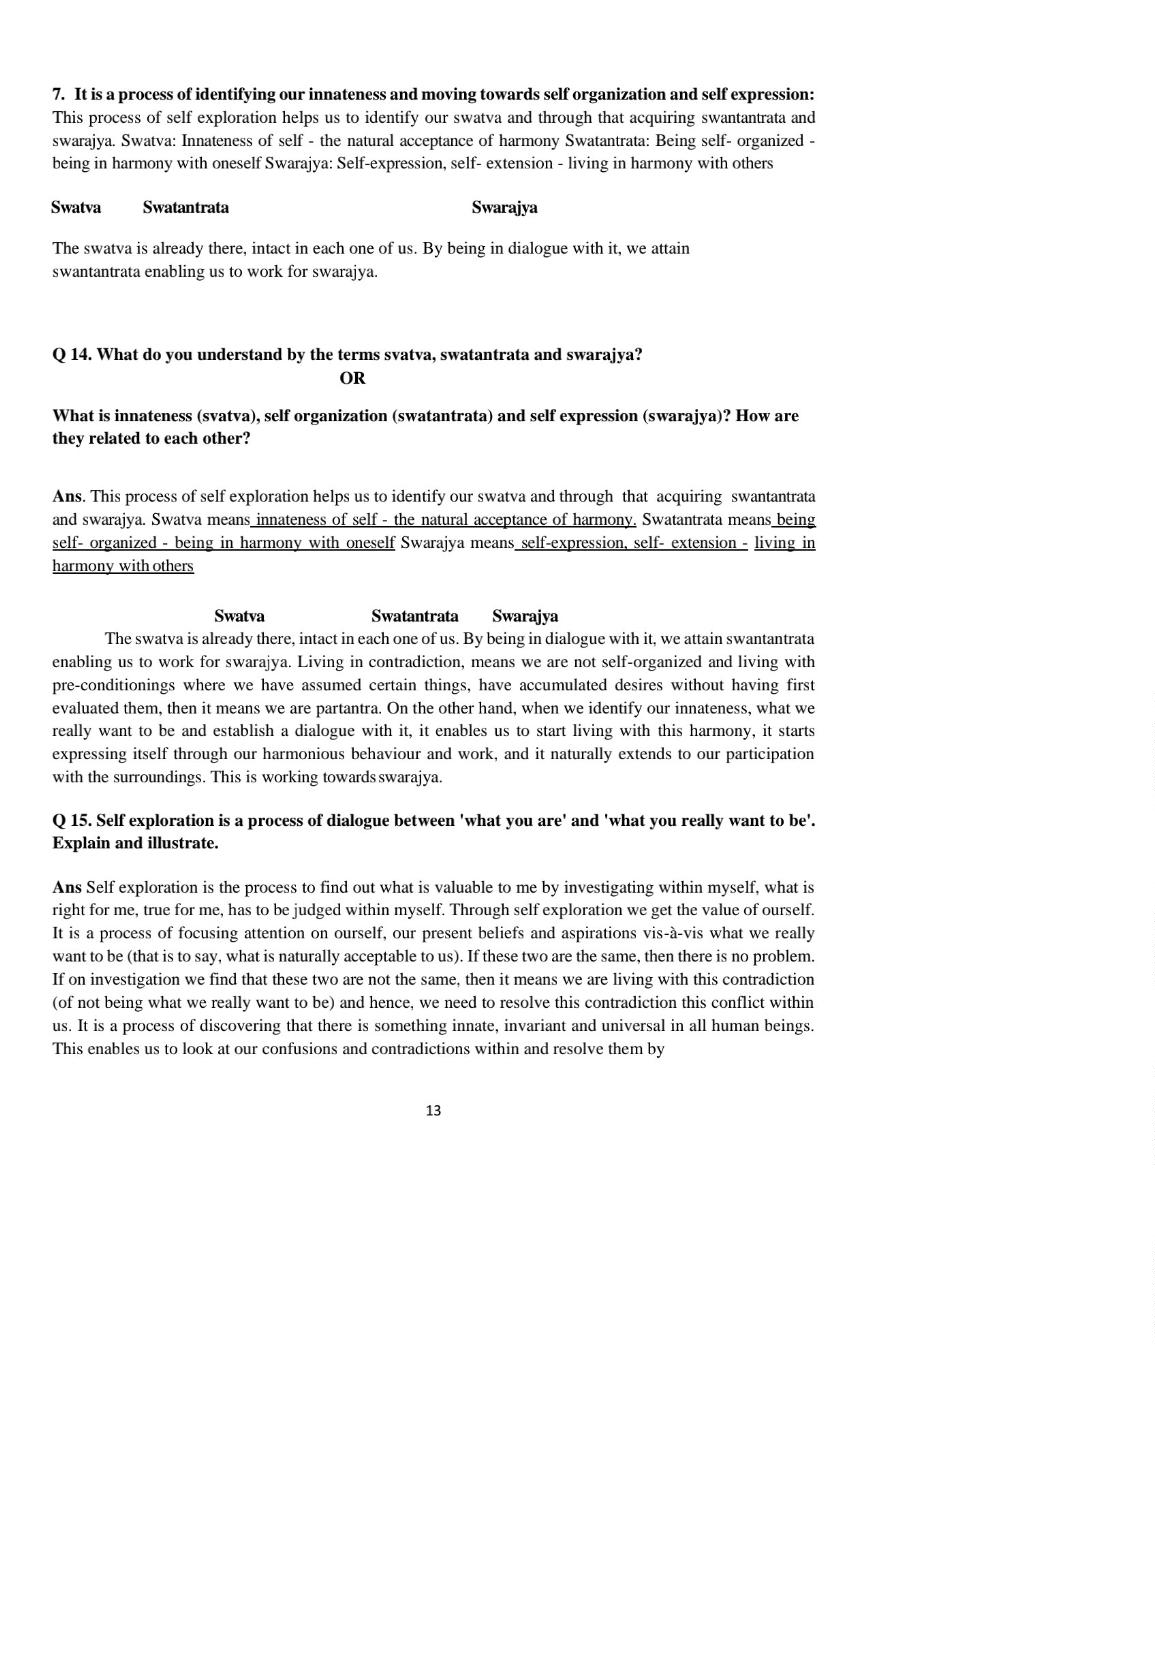 7. It is a process of identifying our innateness and moving towards self organization and self expression:
This process of self exploration helps us to identify our swatva and through that acquiring swantantrata and
swarajya. Swatva: Innateness of self - the natural acceptance of harmony Swatantrata: Being self- organized -
being in harmony with oneself Swarajya: Self-expression, self- extension - living in harmony with others
Swatva Swatantrata Swarajya
The swatva is already there, intact in each one of us. By being in dialogue with it, we attain
swantantrata enabling us to work for swarajya.
Q 14. What do you understand by the terms svatva, swatantrata and swarajya?
OR
What is innateness (svatva), self organization (swatantrata) and self expression (swarajya)? How are
they related to each other?
Ans. This process of self exploration helps us to identify our swatva and through that acquiring swantantrata
and swarajya. Swatva means innateness of self - the natural acceptance of harmony. Swatantrata means being
self- organized - being in harmony with oneself Swarajya means self-expression, self- extension - living in
harmony with others
Swatva Swatantrata Swarajya
The swatva is already there, intact in each one of us. By being in dialogue with it, we attain swantantrata
enabling us to work for swarajya. Living in contradiction, means we are not self-organized and living with
pre-conditionings where we have assumed certain things, have accumulated desires without having first
evaluated them, then it means we are partantra. On the other hand, when we identify our innateness, what we
really want to be and establish a dialogue with it, it enables us to start living with this harmony, it starts
expressing itself through our harmonious behaviour and work, and it naturally extends to our participation
with the surroundings. This is working towards swarajya.
Q 15. Self exploration is a process of dialogue between 'what you are' and 'what you really want to be'.
Explain and illustrate.
Ans Self exploration is the process to find out what is valuable to me by investigating within myself, what is
right for me, true for me, has to be judged within myself. Through self exploration we get the value of ourself.
It is a process of focusing attention on ourself, our present beliefs and aspirations vis-à-vis what we really
want to be (that is to say, what is naturally acceptable to us). If these two are the same, then there is no problem.
If on investigation we find that these two are not the same, then it means we are living with this contradiction
(of not being what we really want to be) and hence, we need to resolve this contradiction this conflict within
us. It is a process of discovering that there is something innate, invariant and universal in all human beings.
This enables us to look at our confusions and contradictions within and resolve them by
13